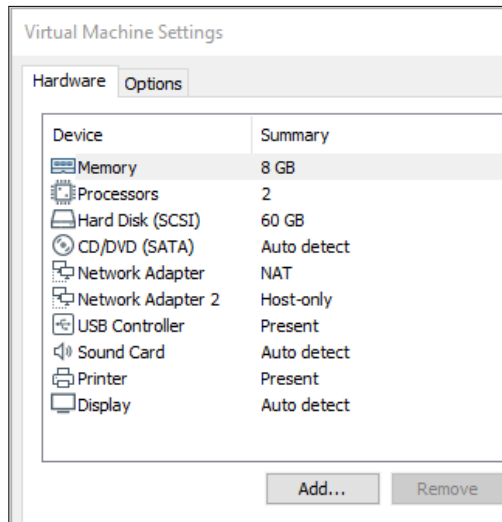 Virtual Machine Settings
Hardware Options
Device Summary
Memory 8 GB
Processors 2
Hard Disk (SCSI) 60 GB
CD/DVD (SATA) Auto detect
Network Adapter NAT
Network Adapter 2 Host-only
USB Controller Present
Sound Card Auto detect
Printer Present
Display Auto detect
Add... Remove